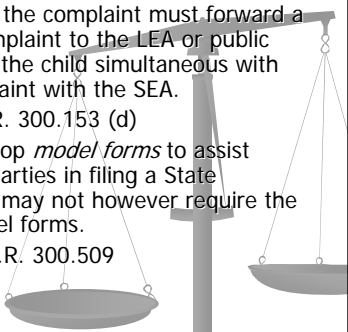 the complaint must forward a
mplaint to the LEA or public
the child simultaneous with
aint with the SEA.
R. 300.153 (d)
op model forms to assist
arties in filing a State
may not however require the
el forms.
.R. 300.509